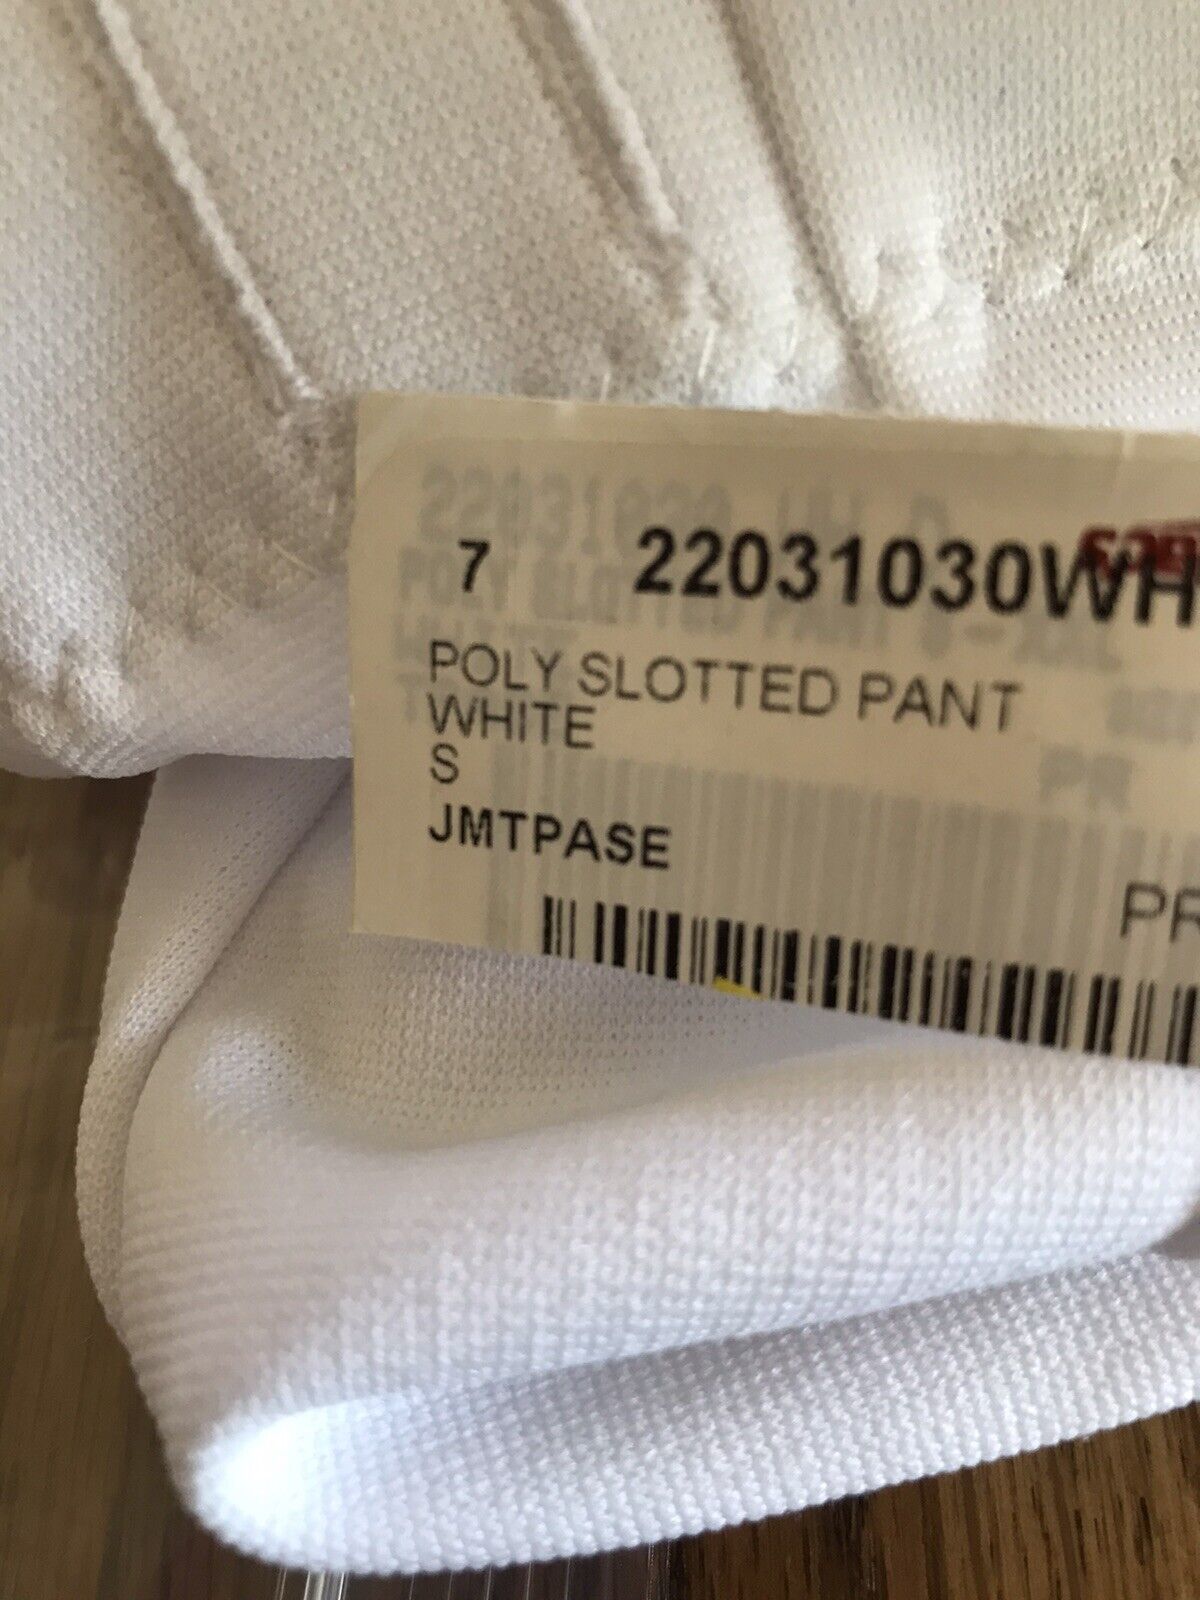 7 22031030WH
POLY SLOTTED PANT
WHITE
S
JMTPASE
PR